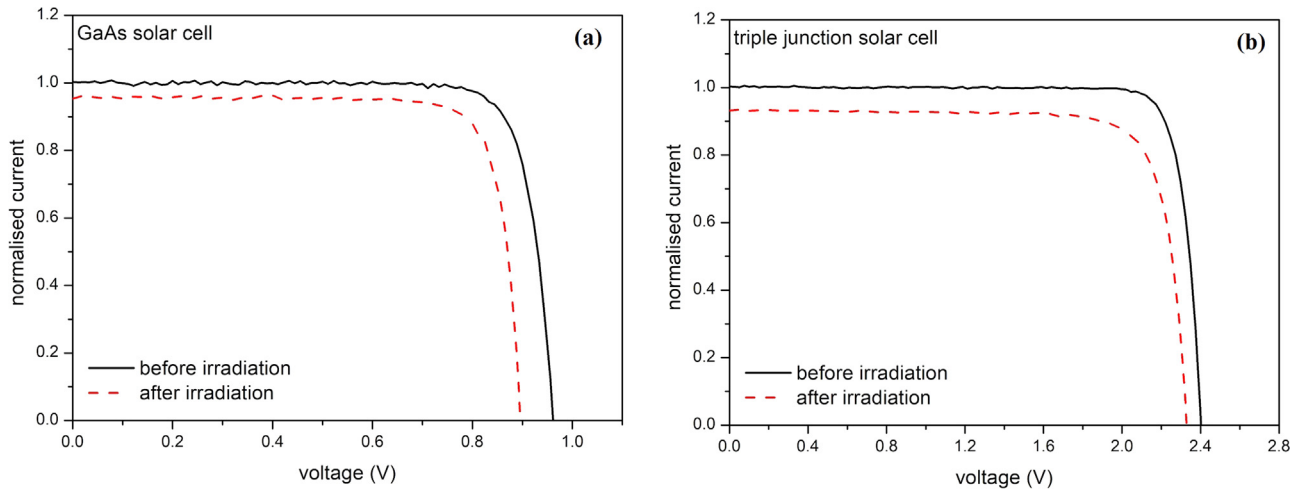 GaAs solar cell
(a)
normalised current
1.2
1.0
0.8
0.6
0.4
0.2
0.0
before irradiation
after irradiation
0.0 0.2 0.4 0.6 0.8 1.0
voltage (V)
triple junction solar cell
(b)
normalised current
1.2
1.0
0.8
0.6
0.4
0.2
0.0
before irradiation
after irradiation
0.0 0.4 0.8 1.2 1.6 2.0 2.4 2.8
voltage (V)